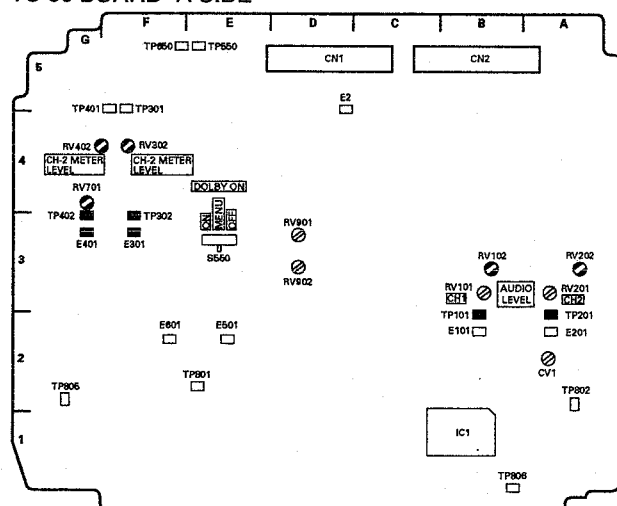 G F E D C B A
5
TP650 TP550
CN1 CN2
E2
TP401 TP301
RV402 RV302
4
CH-2 METER LEVEL
CH-2 METER LEVEL
DOLBY ON
RV701
ON MENU OFF
TP402 TP302
E401 E301
S550
RV901
3
RV902
RV102 RV202
RV101 AUDIO LEVEL RV201
CH1 CH2
TP101 TP201
E101 E201
E601 E501
2
CV1
TP801
TP805
TP802
1
IC1
TP806